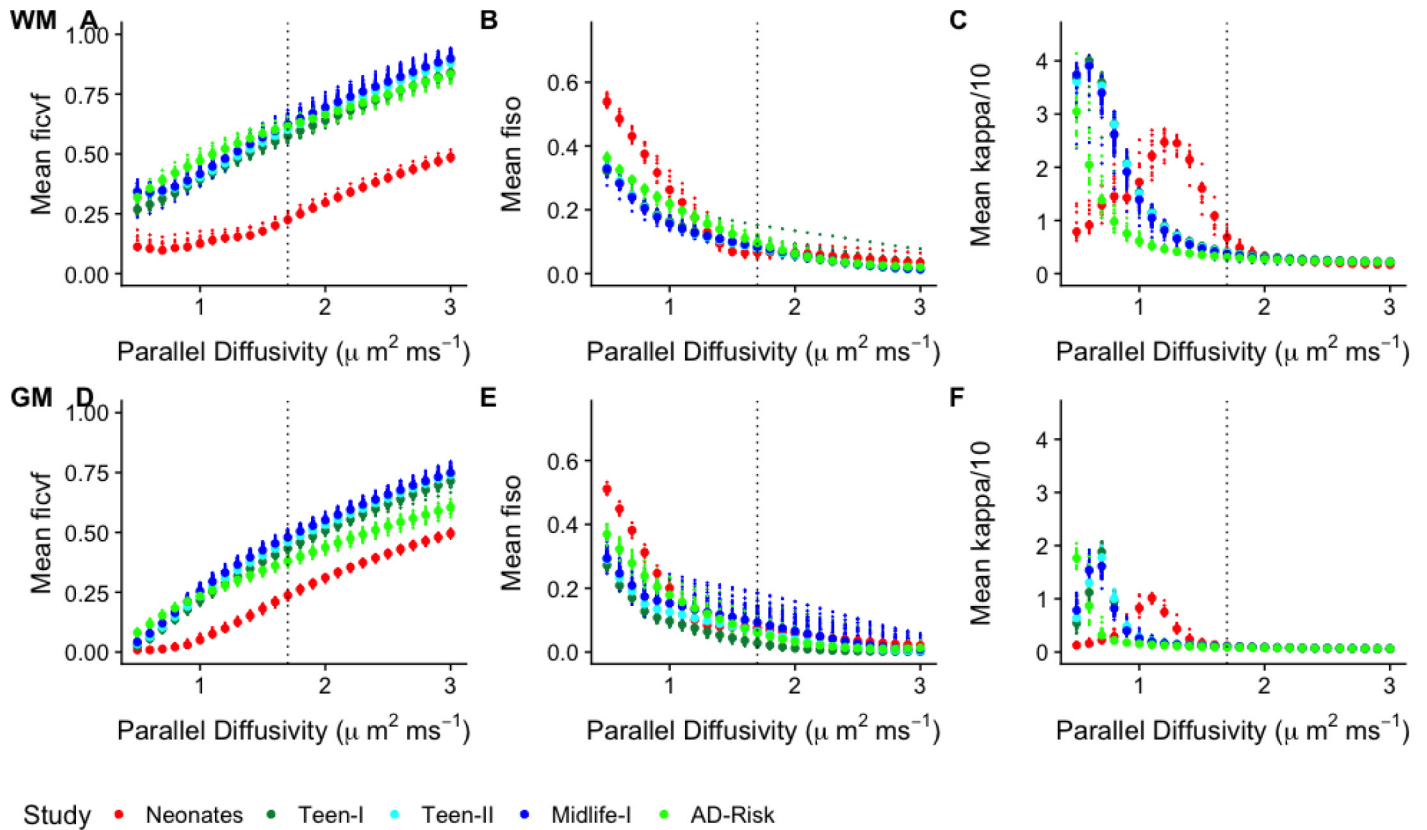 WM A B C
1.00
0.75
0.50
0.25
0.00
Mean ficvf
1 2 3
Parallel Diffusivity (μ m² ms⁻¹)
0.6
0.4
0.2
0.0
Mean fiso
1 2 3
Parallel Diffusivity (μ m² ms⁻¹)
4
3
2
1
0
Mean kappa/10
1 2 3
Parallel Diffusivity (μ m² ms⁻¹)
GM D E F
1.00
0.75
0.50
0.25
0.00
Mean ficvf
1 2 3
Parallel Diffusivity (μ m² ms⁻¹)
0.6
0.4
0.2
0.0
Mean fiso
1 2 3
Parallel Diffusivity (μ m² ms⁻¹)
4
3
2
1
0
Mean kappa/10
1 2 3
Parallel Diffusivity (μ m² ms⁻¹)
Study Neonates Teen-I Teen-II Midlife-I AD-Risk